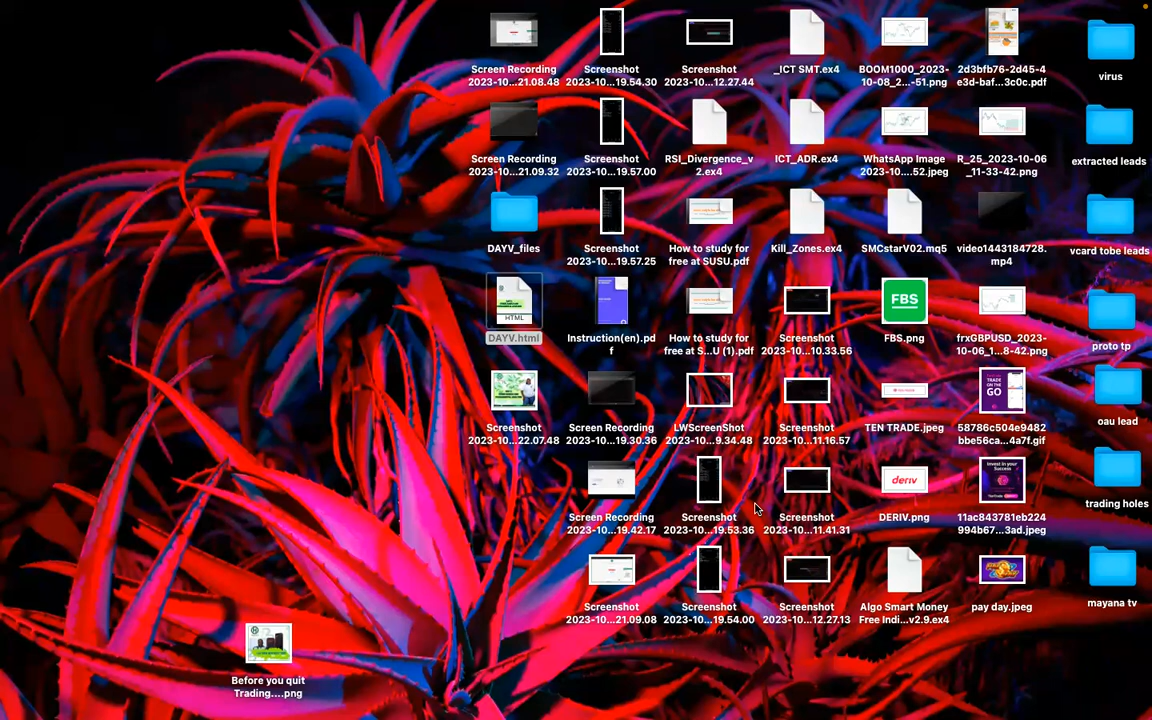 Screen Recording
2023-10...21.08.48
Screenshot
2023-10...19.54.30
Screenshot
2023-10...12.27.44
_ICT SMT.ex4
BOOM1000_2023-
10-08_2...-51.png
2d3bfb76-2d45-4
e3d-baf...3c0c.pdf
virus
Screen Recording
2023-10...21.09.32
Screenshot
2023-10...19.57.00
RSI_Divergence_v
2.ex4
ICT_ADR.ex4
WhatsApp Image
2023-10....52.jpeg
R_25_2023-10-06
_11-33-42.png
extracted leads
DAYV_files
Screenshot
2023-10...19.57.25
How to study for
free at SUSU.pdf
Kill_Zones.ex4
SMCstarV02.mq5
video1443184728.
mp4
vcard tobe leads
HTML
DAYV.html
Instruction(en).pd
f
How to study for
free at S...U (1).pdf
Screenshot
2023-10...10.33.56
FBS
FBS.png
frxGBPUSD_2023-
10-06_1...8-42.png
proto tp
Screenshot
2023-10...22.07.48
Screen Recording
2023-10...19.30.36
LWScreenShot
2023-10...9.34.48
Screenshot
2023-10...11.16.57
TEN TRADE.jpeg
TRADE
ON THE
GO
58786c504e9482
bbe56ca...4a7f.gif
oau lead
Screen Recording
2023-10...19.42.17
Screenshot
2023-10...19.53.36
Screenshot
2023-10...11.41.31
deriv
DERIV.png
Invest in your
Success
11ac843781eb224
994b67...3ad.jpeg
trading holes
Screenshot
2023-10...21.09.08
Screenshot
2023-10...19.54.00
Screenshot
2023-10...12.27.13
Algo Smart Money
Free Indi...v2.9.ex4
pay day.jpeg
mayana tv
Before you quit
Trading....png